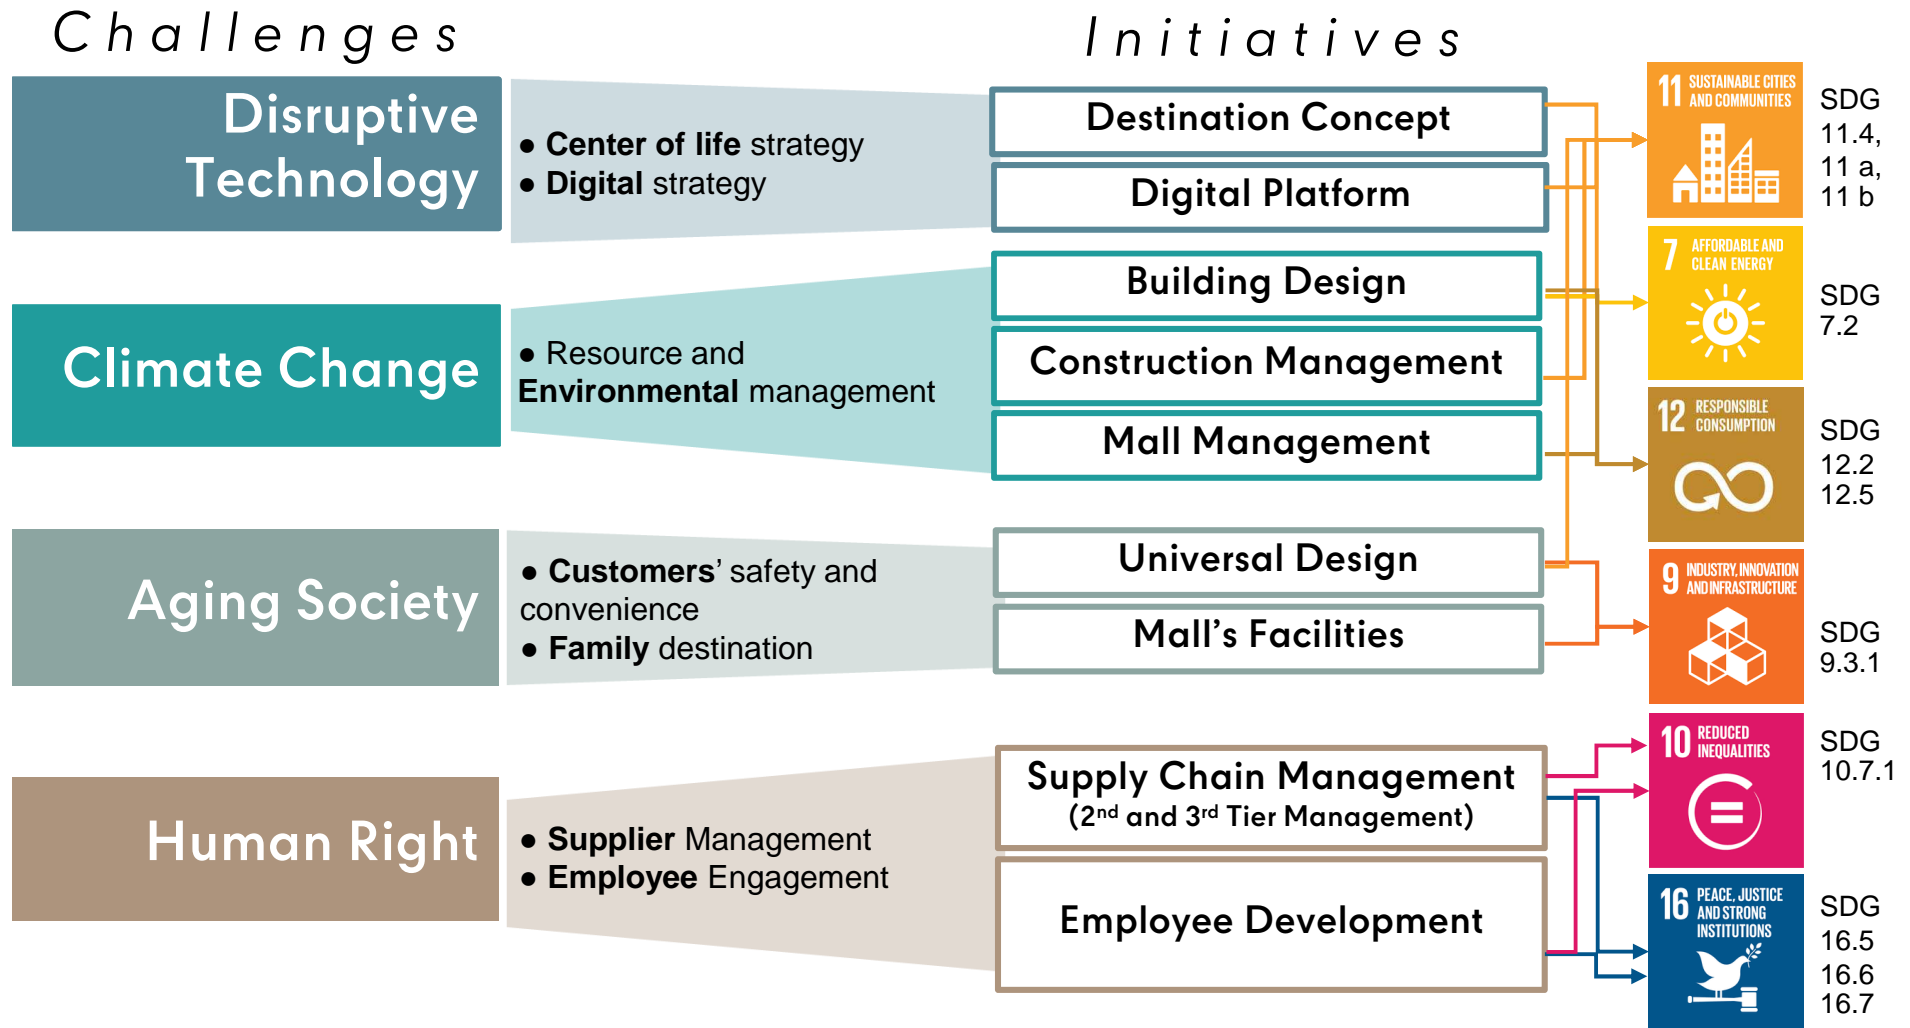 Challenges
Initiatives
Disruptive
Technology
● Center of life strategy
● Digital strategy
Destination Concept
Digital Platform
Climate Change
● Resource and
Environmental management
Building Design
Construction Management
Mall Management
Aging Society
● Customers’ safety and
convenience
● Family destination
Universal Design
Mall’s Facilities
Human Right
● Supplier Management
● Employee Engagement
Supply Chain Management
(2nd and 3rd Tier Management)
Employee Development
11 SUSTAINABLE CITIES
AND COMMUNITIES
SDG
11.4,
11 a,
11 b
7 AFFORDABLE AND
CLEAN ENERGY
SDG
7.2
12 RESPONSIBLE
CONSUMPTION
SDG
12.2
12.5
9 INDUSTRY, INNOVATION
AND INFRASTRUCTURE
SDG
9.3.1
10 REDUCED
INEQUALITIES
SDG
10.7.1
16 PEACE, JUSTICE
AND STRONG
INSTITUTIONS
SDG
16.5
16.6
16.7